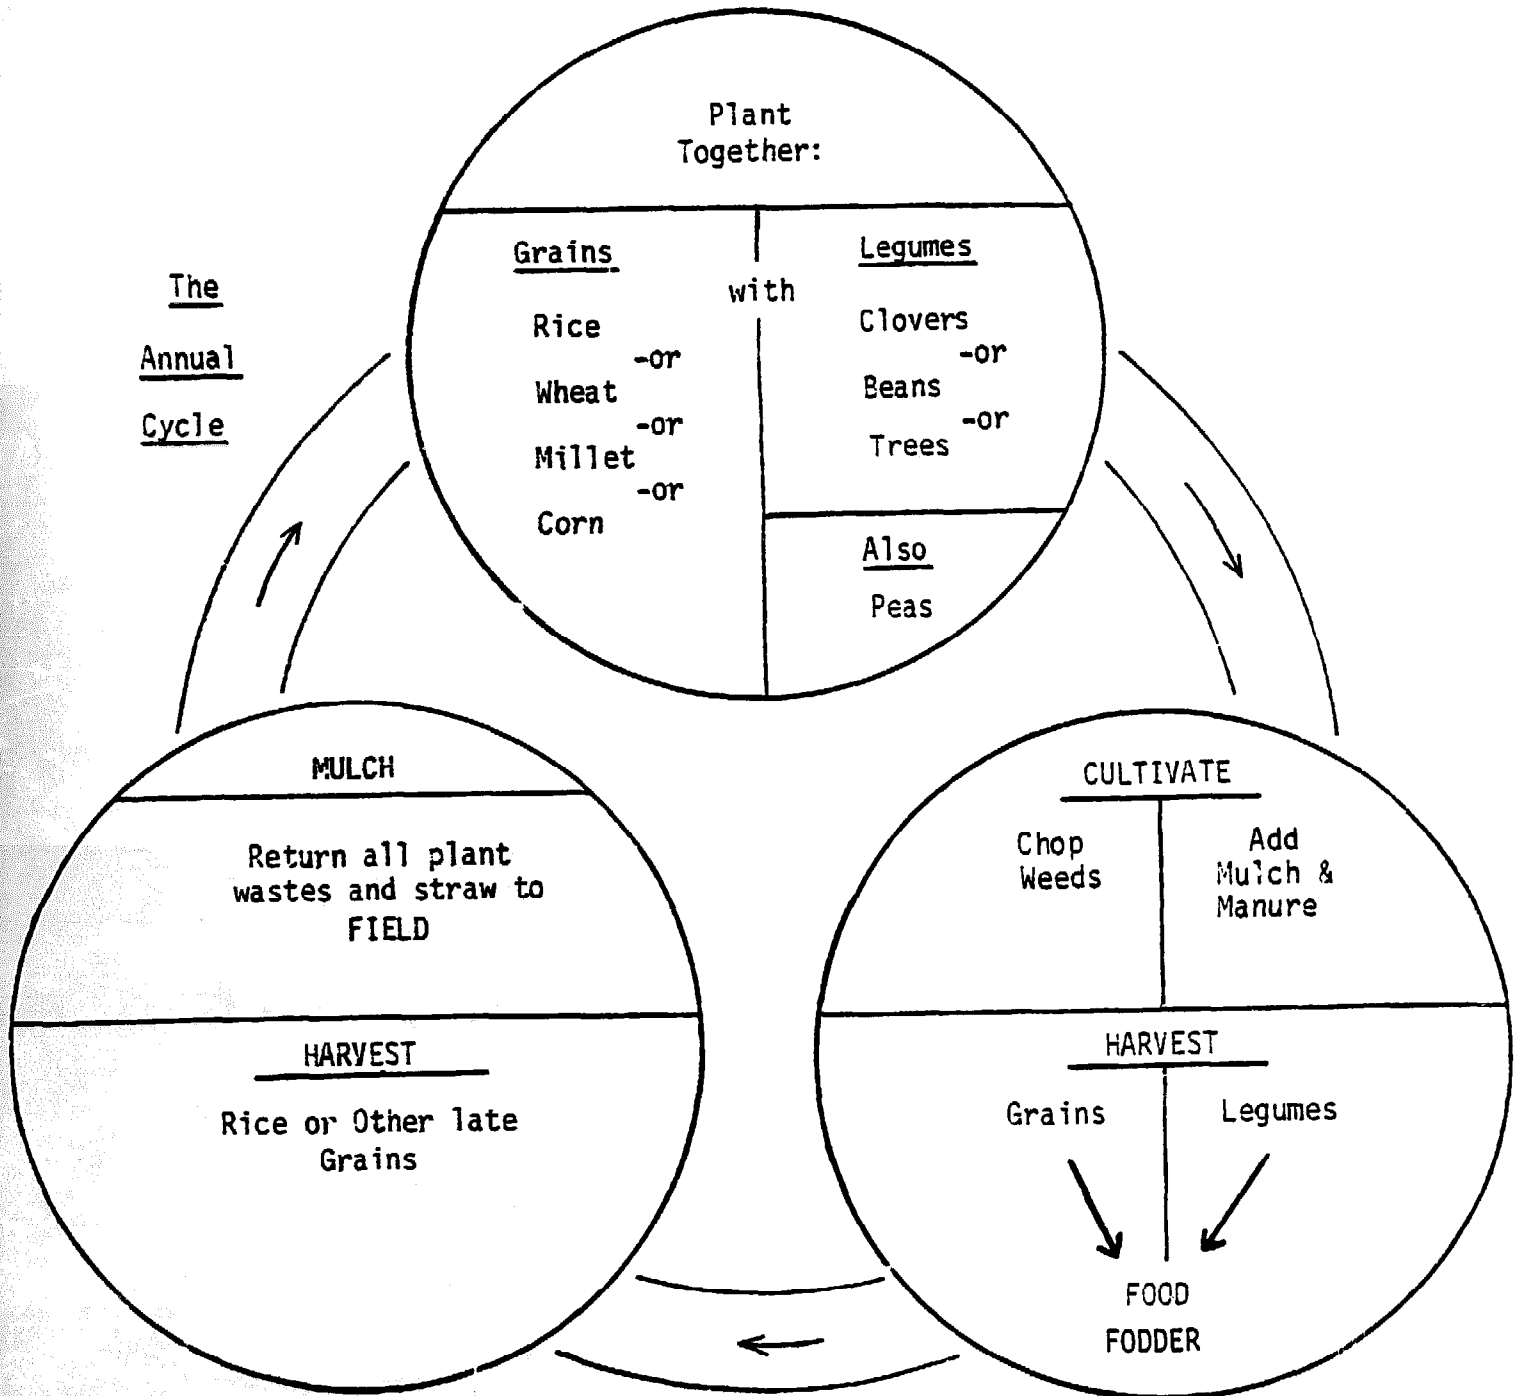 The
Annual
Cycle
Plant
Together:
Grains
Rice
-or
Wheat
-or
Millet
-or
Corn
with
Legumes
Clovers
-or
Beans
-or
Trees
Also
Peas
CULTIVATE
Chop
Weeds
Add
Mulch &
Manure
HARVEST
Grains
Legumes
FOOD
FODDER
MULCH
Return all plant
wastes and straw to
FIELD
HARVEST
Rice or Other late
Grains